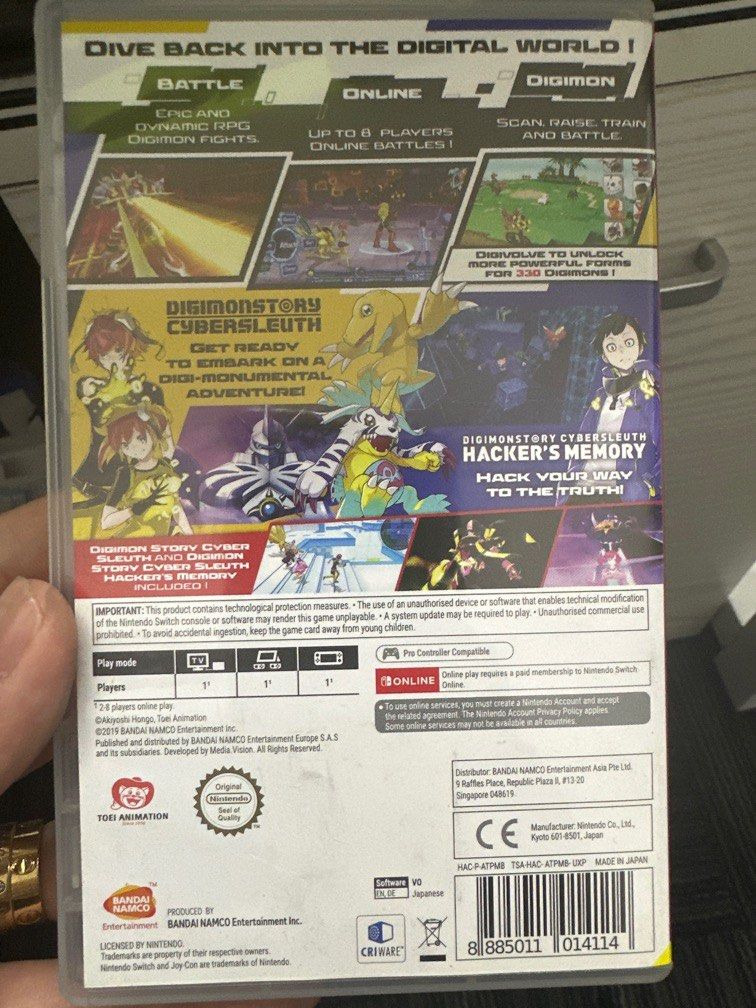 DIVE BACK INTO THE DIGITAL WORLD !
BATTLE
EPIC AND
DYNAMIC RPG
DIGIMON FIGHTS.
ONLINE
UP TO 8 PLAYERS
ONLINE BATTLES !
DIGIMON
SCAN, RAISE, TRAIN
AND BATTLE.
DIGIVOLVE TO UNLOCK
MORE POWERFUL FORMS
FOR 330 DIGIMONS !
DIGIMONSTORY
CYBERSLEUTH
GET READY
TO EMBARK ON A
DIGI-MONUMENTAL
ADVENTURE!
DIGIMONSTORY CYBERSLEUTH
HACKER'S MEMORY
HACK YOUR WAY
TO THE TRUTH!
DIGIMON STORY CYBER
SLEUTH AND DIGIMON
STORY CYBER SLEUTH
HACKER'S MEMORY
INCLUDED !
IMPORTANT: This product contains technological protection measures. • The use of an unauthorised device or software that enables technical modification
of the Nintendo Switch console or software may render this game unplayable. • A system update may be required to play. • Unauthorised commercial use
prohibited. • To avoid accidental ingestion, keep the game card away from young children.
Play mode
TV
Players
1¹ 1¹ 1¹
¹ 2-8 players online play.
©Akiyoshi Hongo, Toei Animation
©2019 BANDAI NAMCO Entertainment Inc.
Published and distributed by BANDAI NAMCO Entertainment Europe S.A.S
and its subsidiaries. Developed by Media.Vision. All Rights Reserved.
Pro Controller Compatible
ONLINE
Online play requires a paid membership to Nintendo Switch
Online.
• To use online services, you must create a Nintendo Account and accept
the related agreement. The Nintendo Account Privacy Policy applies.
Some online services may not be available in all countries.
TOEI ANIMATION
Original
Nintendo
Seal of
Quality
TM
Distributor: BANDAI NAMCO Entertainment Asia Pte Ltd.
9 Raffles Place, Republic Plaza II, #13-20
Singapore 048619
CE
Manufacturer: Nintendo Co., Ltd.,
Kyoto 601-8501, Japan
HAC-P-ATPMB TSA-HAC-ATPMB-UXP MADE IN JAPAN
Software VO
EN, DE Japanese
BANDAI
NAMCO
Entertainment
TM
PRODUCED BY
BANDAI NAMCO Entertainment Inc.
LICENSED BY NINTENDO.
Trademarks are property of their respective owners.
Nintendo Switch and Joy-Con are trademarks of Nintendo.
CRIWARE
8 885011 014114